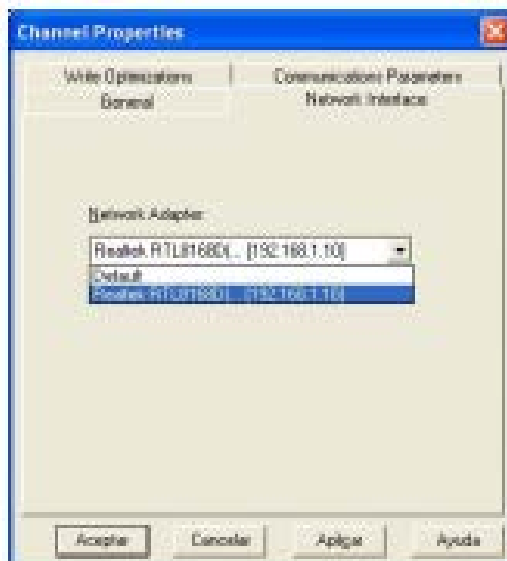 Channel Properties
Write Optimizations
Communications Parameters
General
Network Interface
Network Adapter
Realtek RTL8168D(... [192.168.1.10]
Default
Realtek RTL8168D(... [192.168.1.10]
Aceptar
Cancelar
Aplicar
Ayuda